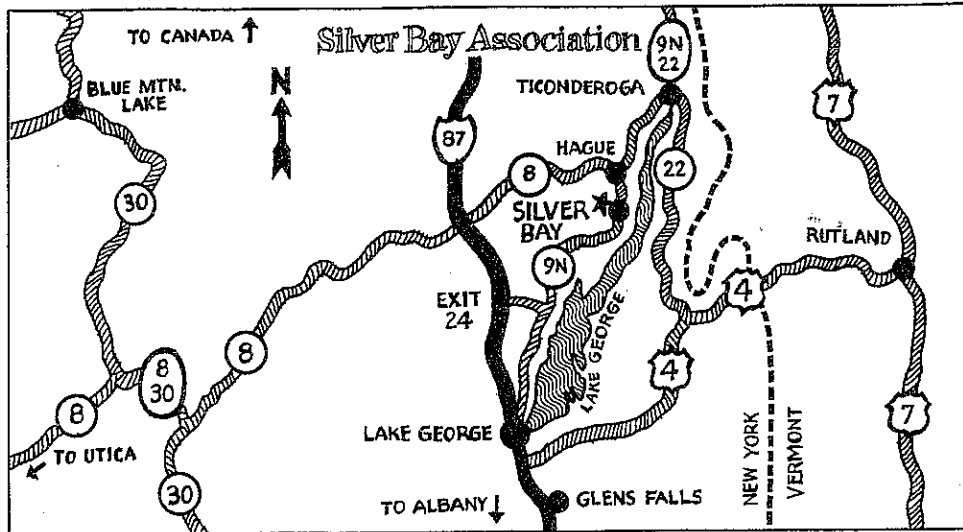 TO CANADA ↑
Silver Bay Association
9N
22
BLUE MTN.
LAKE
N
TICONDEROGA
7
87
HAGUE
8
22
30
SILVER
BAY
RUTLAND
9N
4
EXIT
24
LAKE GEORGE
8
8
30
4
8
7
LAKE GEORGE
NEW YORK
VERMONT
← TO UTICA
30
TO ALBANY ↓
GLENS FALLS